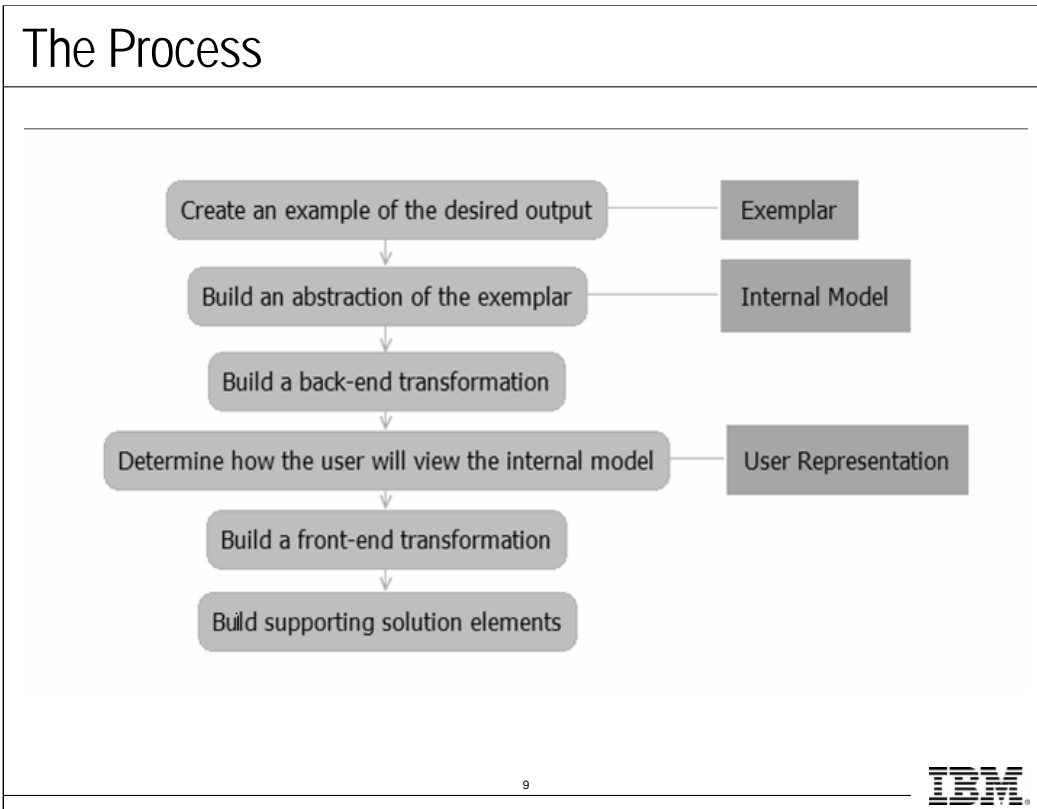 The Process
Create an example of the desired output
Exemplar
Build an abstraction of the exemplar
Internal Model
Build a back-end transformation
Determine how the user will view the internal model
User Representation
Build a front-end transformation
Build supporting solution elements
9
IBM®